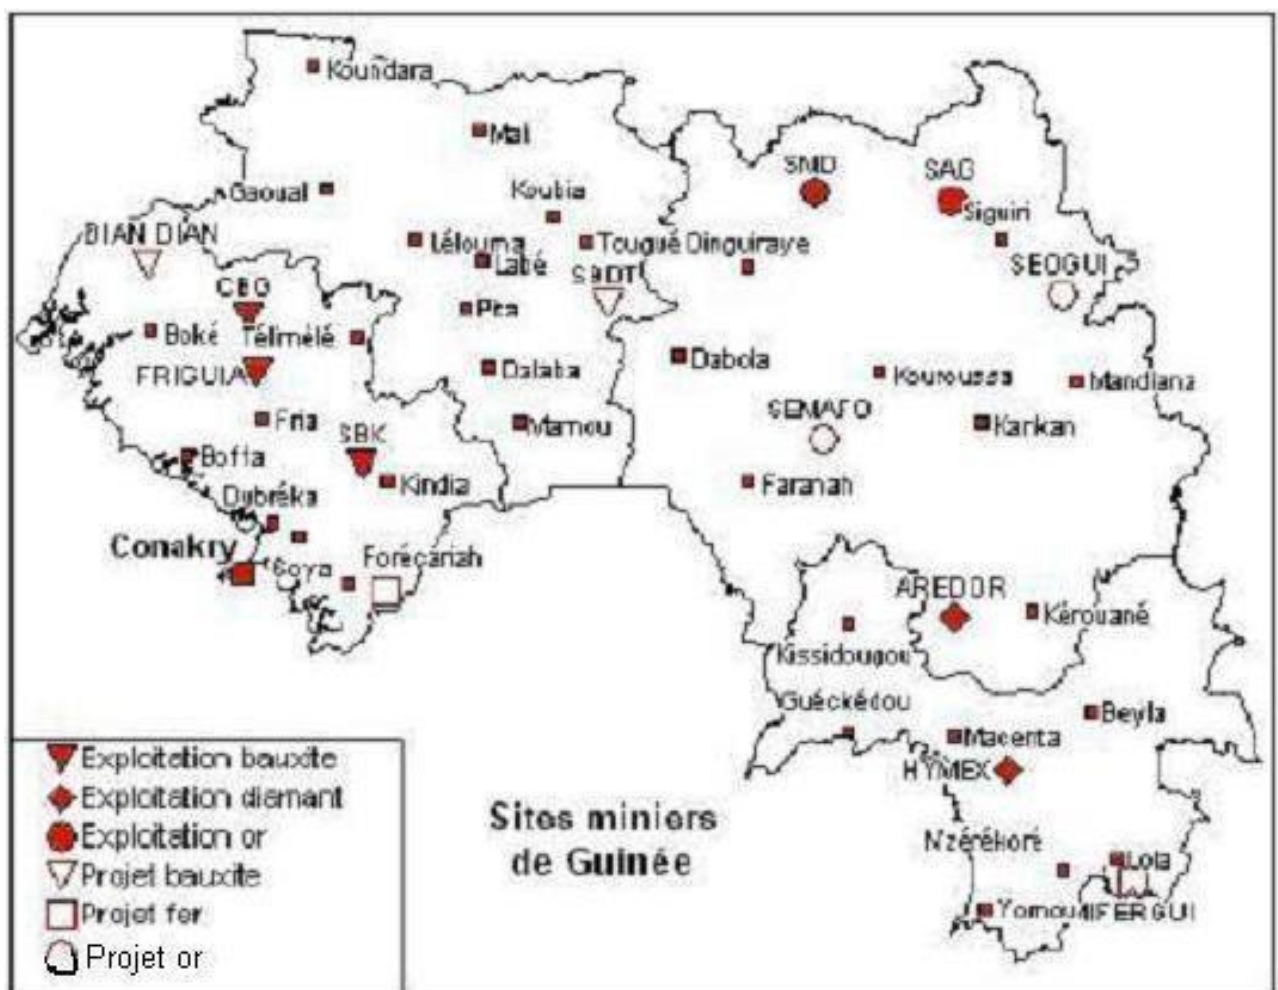 Koundara
Mali
SMD
SAG
Gaoual
Koubia
Siguiri
DIAN DIAN
Lélouma
Tougué Dinguiraye
Labé
SADT
SEOGUI
CBG
Pita
Boké
Télimélé
Dabola
FRIGUIA
Dalaba
Kouroussa
Mandiana
SEMAFO
Fria
Mamou
Kankan
SBK
Boffa
Kindia
Faranah
Dubréka
Conakry
Coya
Forécariah
AREDOR
Kérouané
Kissidougou
Guéckédou
Beyla
Macenta
HYMEX
Exploitation bauxite
Exploitation diamant
Exploitation or
Projet bauxite
Projet fer
Projet or
Sites miniers
de Guinée
N'zérékoré
Lola
Yomou
MIFERGUI